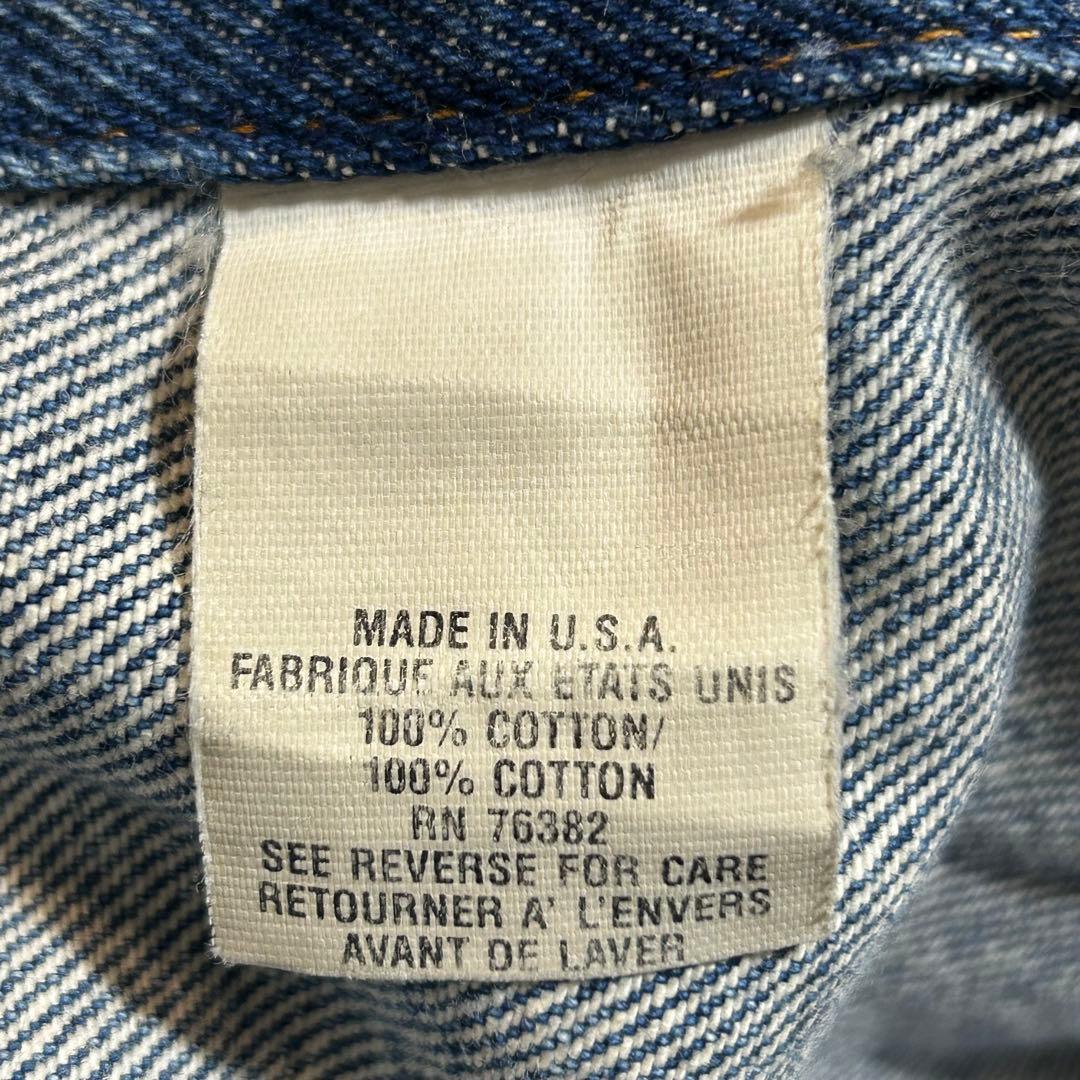 MADE IN U.S.A.
FABRIQUE AUX ETATS UNIS
100% COTTON/
100% COTTON
RN 76382
SEE REVERSE FOR CARE
RETOURNER A' L'ENVERS
AVANT DE LAVER